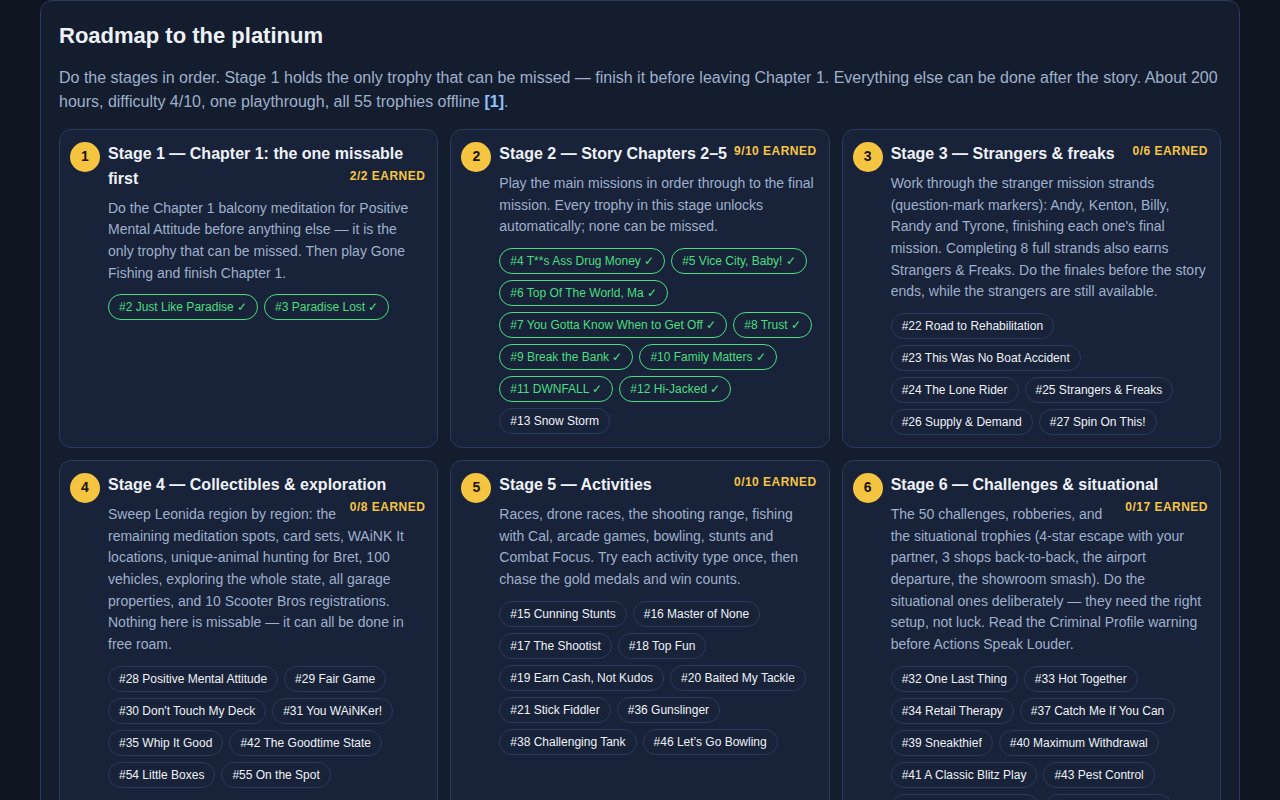 Roadmap to the platinum
Do the stages in order. Stage 1 holds the only trophy that can be missed — finish it before leaving Chapter 1. Everything else can be done after the story. About 200
hours, difficulty 4/10, one playthrough, all 55 trophies offline [1].
1
Stage 1 — Chapter 1: the one missable
first
2/2 EARNED
Do the Chapter 1 balcony meditation for Positive
Mental Attitude before anything else — it is the
only trophy that can be missed. Then play Gone
Fishing and finish Chapter 1.
#2 Just Like Paradise ✓
#3 Paradise Lost ✓
2
Stage 2 — Story Chapters 2–5
9/10 EARNED
Play the main missions in order through to the final
mission. Every trophy in this stage unlocks
automatically; none can be missed.
#4 T**s Ass Drug Money ✓
#5 Vice City, Baby! ✓
#6 Top Of The World, Ma ✓
#7 You Gotta Know When to Get Off ✓
#8 Trust ✓
#9 Break the Bank ✓
#10 Family Matters ✓
#11 DWNFALL ✓
#12 Hi-Jacked ✓
#13 Snow Storm
3
Stage 3 — Strangers & freaks
0/6 EARNED
Work through the stranger mission strands
(question-mark markers): Andy, Kenton, Billy,
Randy and Tyrone, finishing each one's final
mission. Completing 8 full strands also earns
Strangers & Freaks. Do the finales before the story
ends, while the strangers are still available.
#22 Road to Rehabilitation
#23 This Was No Boat Accident
#24 The Lone Rider
#25 Strangers & Freaks
#26 Supply & Demand
#27 Spin On This!
4
Stage 4 — Collectibles & exploration
0/8 EARNED
Sweep Leonida region by region: the
remaining meditation spots, card sets, WAiNK It
locations, unique-animal hunting for Bret, 100
vehicles, exploring the whole state, all garage
properties, and 10 Scooter Bros registrations.
Nothing here is missable — it can all be done in
free roam.
#28 Positive Mental Attitude
#29 Fair Game
#30 Don't Touch My Deck
#31 You WAiNKer!
#35 Whip It Good
#42 The Goodtime State
#54 Little Boxes
#55 On the Spot
5
Stage 5 — Activities
0/10 EARNED
Races, drone races, the shooting range, fishing
with Cal, arcade games, bowling, stunts and
Combat Focus. Try each activity type once, then
chase the gold medals and win counts.
#15 Cunning Stunts
#16 Master of None
#17 The Shootist
#18 Top Fun
#19 Earn Cash, Not Kudos
#20 Baited My Tackle
#21 Stick Fiddler
#36 Gunslinger
#38 Challenging Tank
#46 Let's Go Bowling
6
Stage 6 — Challenges & situational
0/17 EARNED
The 50 challenges, robberies, and
the situational trophies (4-star escape with your
partner, 3 shops back-to-back, the airport
departure, the showroom smash). Do the
situational ones deliberately — they need the right
setup, not luck. Read the Criminal Profile warning
before Actions Speak Louder.
#32 One Last Thing
#33 Hot Together
#34 Retail Therapy
#37 Catch Me If You Can
#39 Sneakthief
#40 Maximum Withdrawal
#41 A Classic Blitz Play
#43 Pest Control